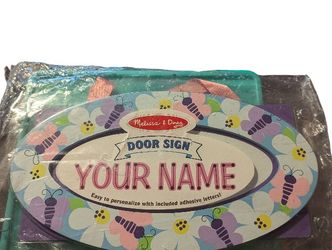 Melissa & Doug
DOOR SIGN
YOUR NAME
Easy to personalize with included adhesive letters!